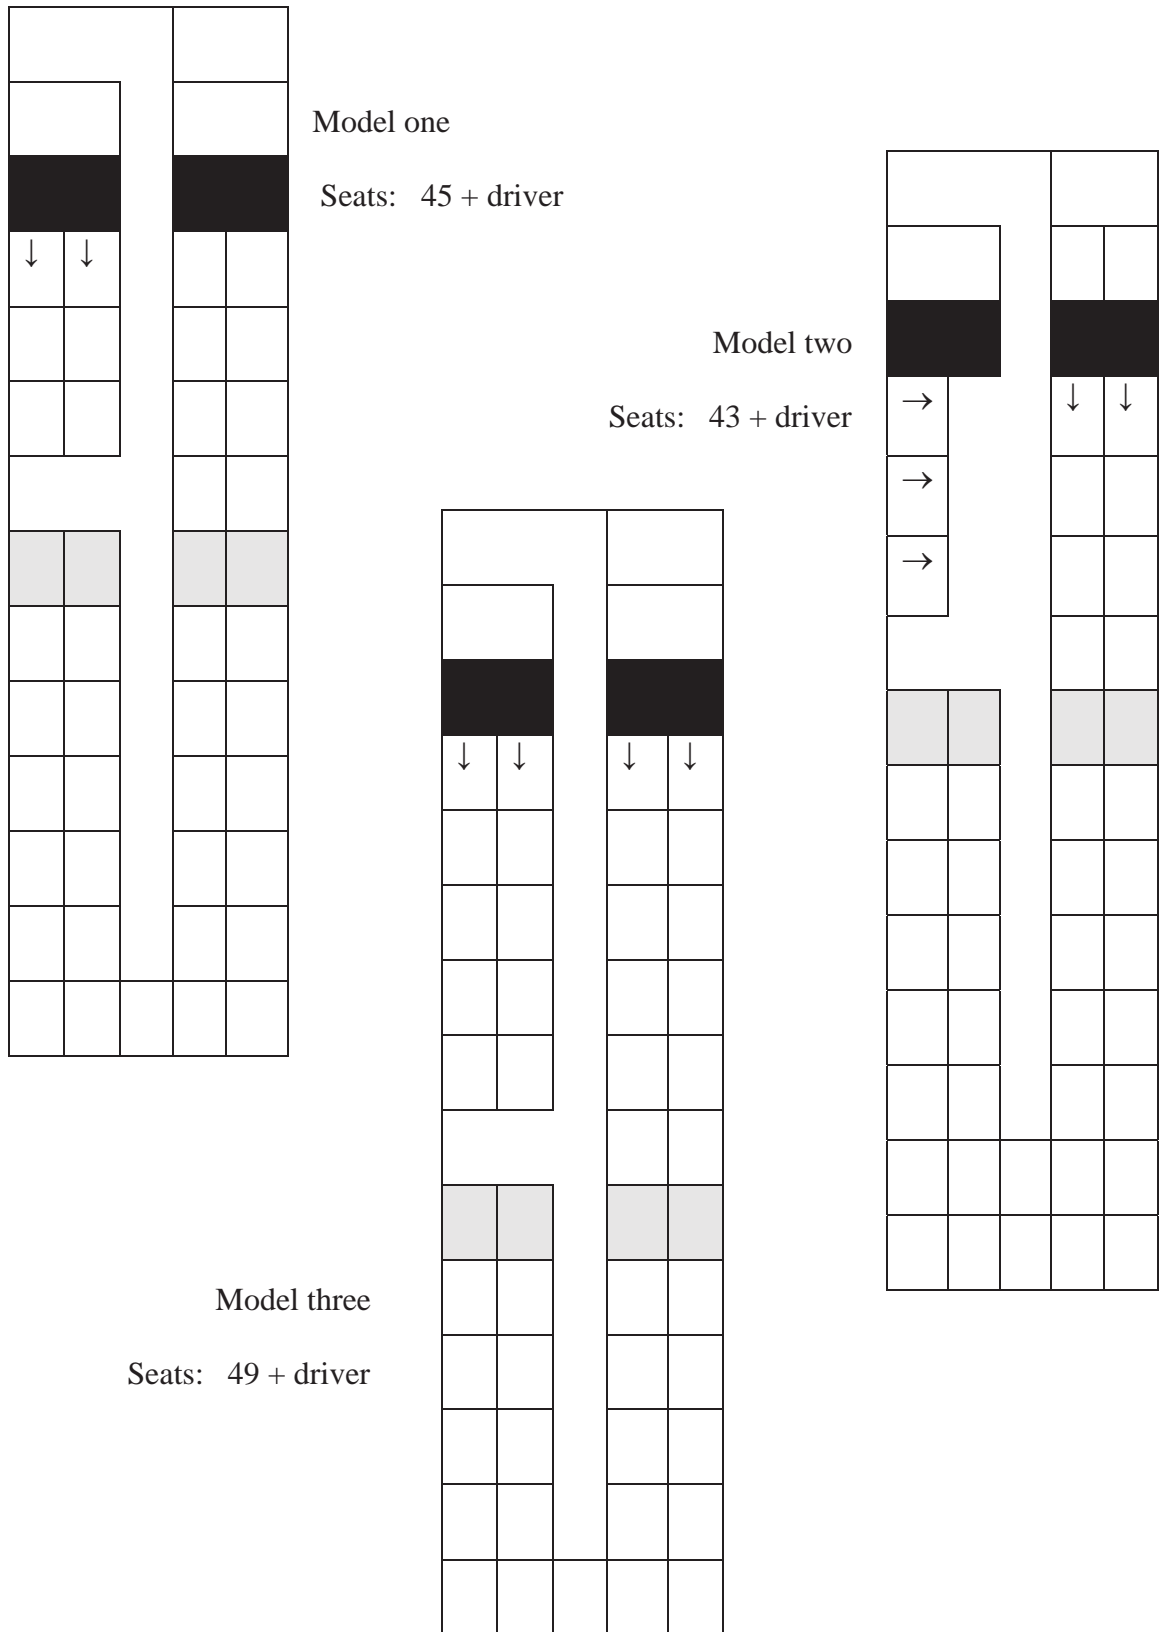 Model one
Seats: 45 + driver
↓ ↓
Model two
Seats: 43 + driver
→ ↓ ↓
→
→
↓ ↓ ↓ ↓
Model three
Seats: 49 + driver